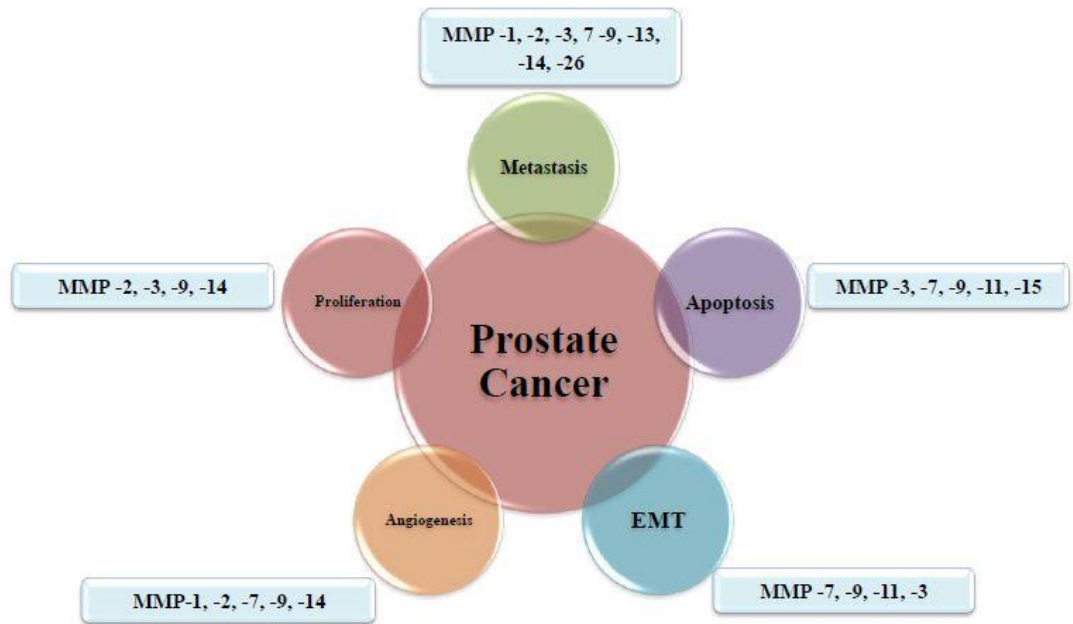 MMP -1, -2, -3, 7 -9, -13,
-14, -26
Metastasis
MMP -2, -3, -9, -14
Proliferation
Prostate
Cancer
Apoptosis
MMP -3, -7, -9, -11, -15
Angiogenesis
EMT
MMP-1, -2, -7, -9, -14
MMP -7, -9, -11, -3